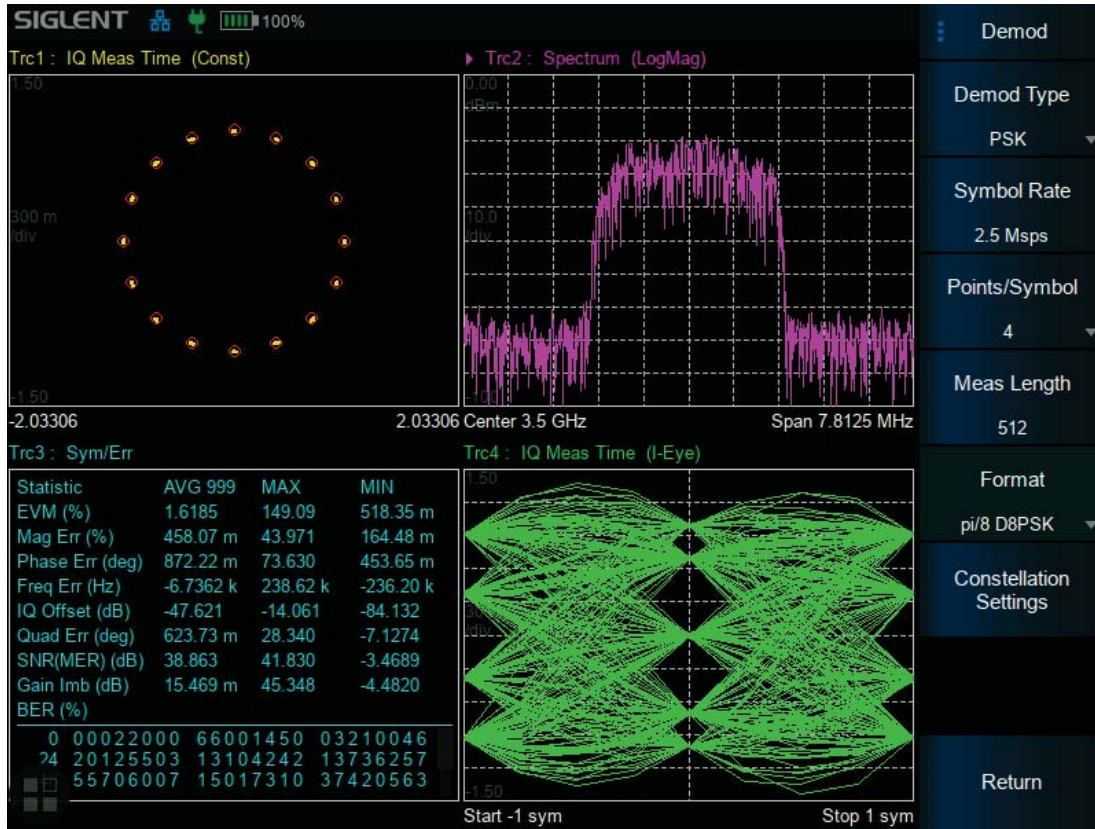 SIGLENT 100%
Trc1 : IQ Meas Time (Const)
1.50
300 m
/div
-1.50
-2.03306 2.03306
Trc2 : Spectrum (LogMag)
0.00
dBm
10.0
/div
-100
Center 3.5 GHz Span 7.8125 MHz
Trc3 : Sym/Err
Statistic AVG 999 MAX MIN
EVM (%) 1.6185 149.09 518.35 m
Mag Err (%) 458.07 m 43.971 164.48 m
Phase Err (deg) 872.22 m 73.630 453.65 m
Freq Err (Hz) -6.7362 k 238.62 k -236.20 k
IQ Offset (dB) -47.621 -14.061 -84.132
Quad Err (deg) 623.73 m 28.340 -7.1274
SNR(MER) (dB) 38.863 41.830 -3.4689
Gain Imb (dB) 15.469 m 45.348 -4.4820
BER (%)
0 00022000 66001450 03210046
24 20125503 13104242 13736257
55706007 15017310 37420563
Trc4 : IQ Meas Time (I-Eye)
1.50
/div
-1.50
Start -1 sym Stop 1 sym
Demod
Demod Type
PSK
Symbol Rate
2.5 Msps
Points/Symbol
4
Meas Length
512
Format
pi/8 D8PSK
Constellation
Settings
Return